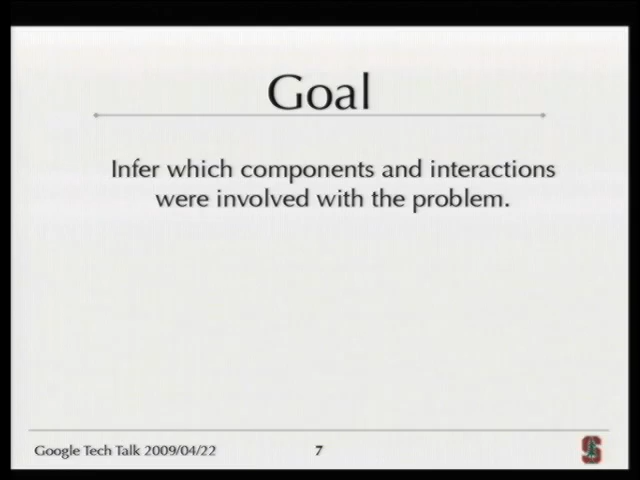 Goal
Infer which components and interactions
were involved with the problem.
Google Tech Talk 2009/04/22
7